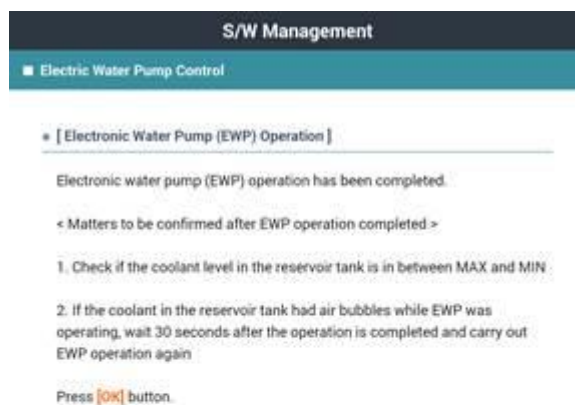 S/W Management
■ Electric Water Pump Control
[ Electronic Water Pump (EWP) Operation ]
Electronic water pump (EWP) operation has been completed.
< Matters to be confirmed after EWP operation completed >
1. Check if the coolant level in the reservoir tank is in between MAX and MIN
2. If the coolant in the reservoir tank had air bubbles while EWP was
operating, wait 30 seconds after the operation is completed and carry out
EWP operation again
Press [OK] button.